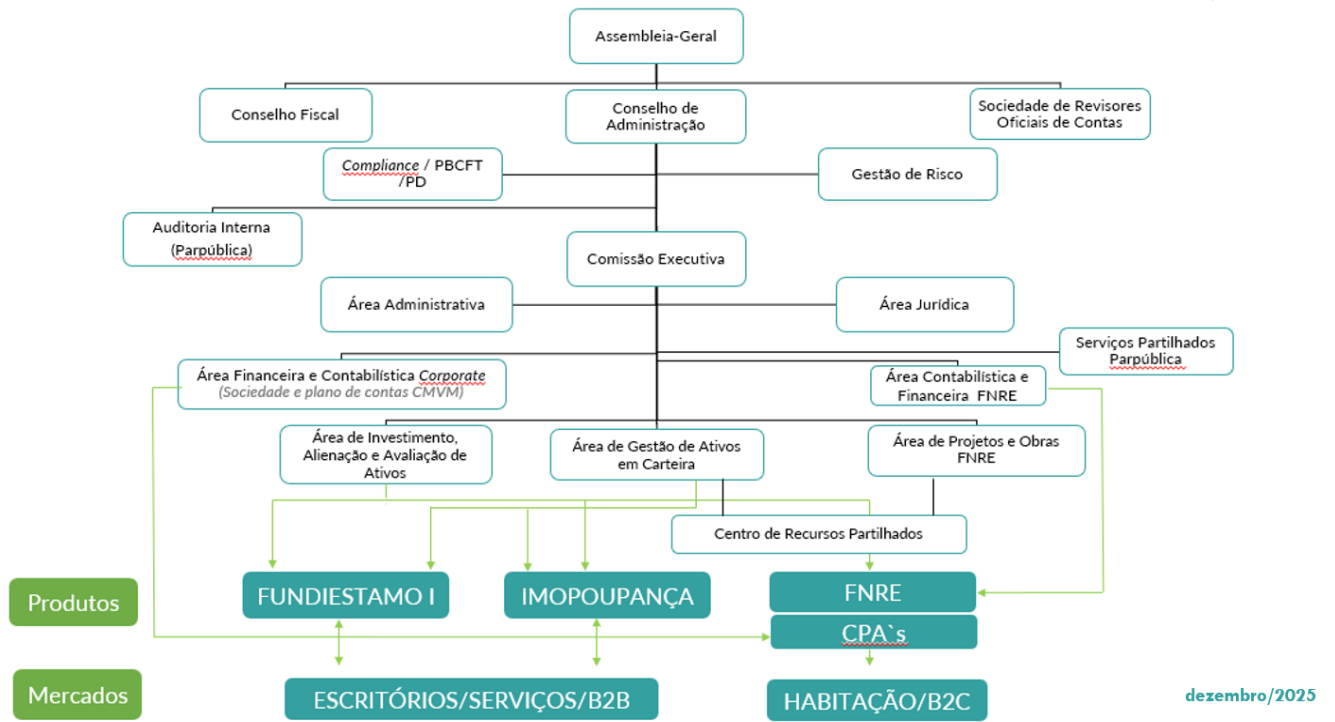 Assembleia-Geral
Conselho Fiscal
Conselho de
Administração
Sociedade de Revisores
Oficiais de Contas
Compliance / PBCFT
/PD
Gestão de Risco
Auditoria Interna
(Parpública)
Comissão Executiva
Área Administrativa
Área Jurídica
Serviços Partilhados
Parpública
Área Financeira e Contabilística Corporate
(Sociedade e plano de contas CMVM)
Área Contabilística e
Financeira FNRE
Área de Investimento,
Alienação e Avaliação de
Ativos
Área de Gestão de Ativos
em Carteira
Área de Projetos e Obras
FNRE
Centro de Recursos Partilhados
Produtos
FUNDIESTAMO I
IMOPOUPANÇA
FNRE
CPA`s
Mercados
ESCRITÓRIOS/SERVIÇOS/B2B
HABITAÇÃO/B2C
dezembro/2025